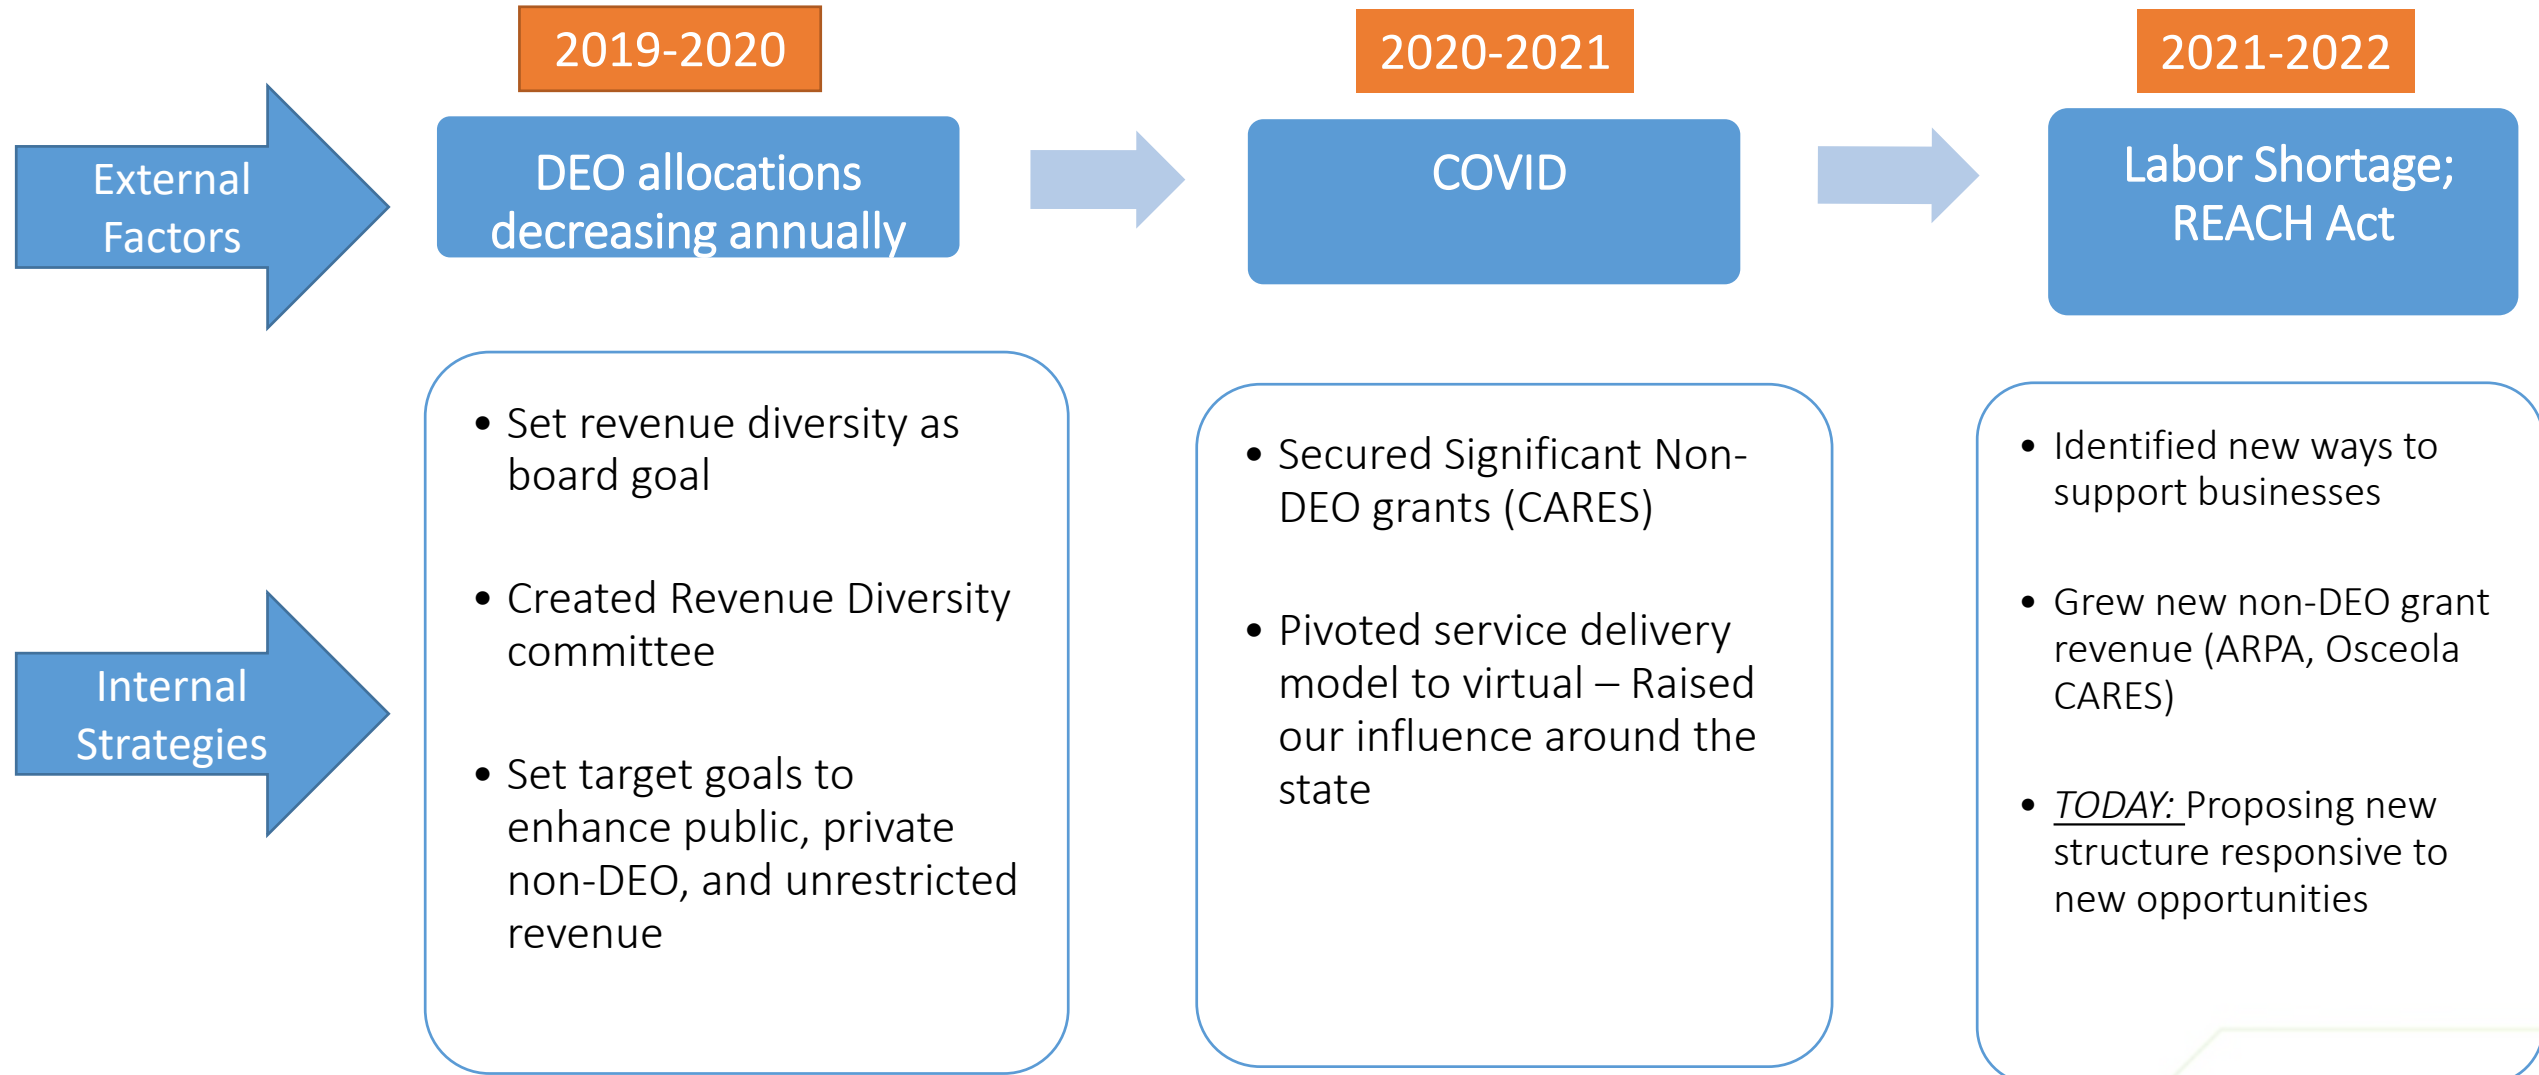 2019-2020
2020-2021
2021-2022
External
Factors
DEO allocations
decreasing annually
COVID
Labor Shortage;
REACH Act
Internal
Strategies
• Set revenue diversity as
board goal
• Created Revenue Diversity
committee
• Set target goals to
enhance public, private
non-DEO, and unrestricted
revenue
• Secured Significant Non-
DEO grants (CARES)
• Pivoted service delivery
model to virtual – Raised
our influence around the
state
• Identified new ways to
support businesses
• Grew new non-DEO grant
revenue (ARPA, Osceola
CARES)
• TODAY: Proposing new
structure responsive to
new opportunities